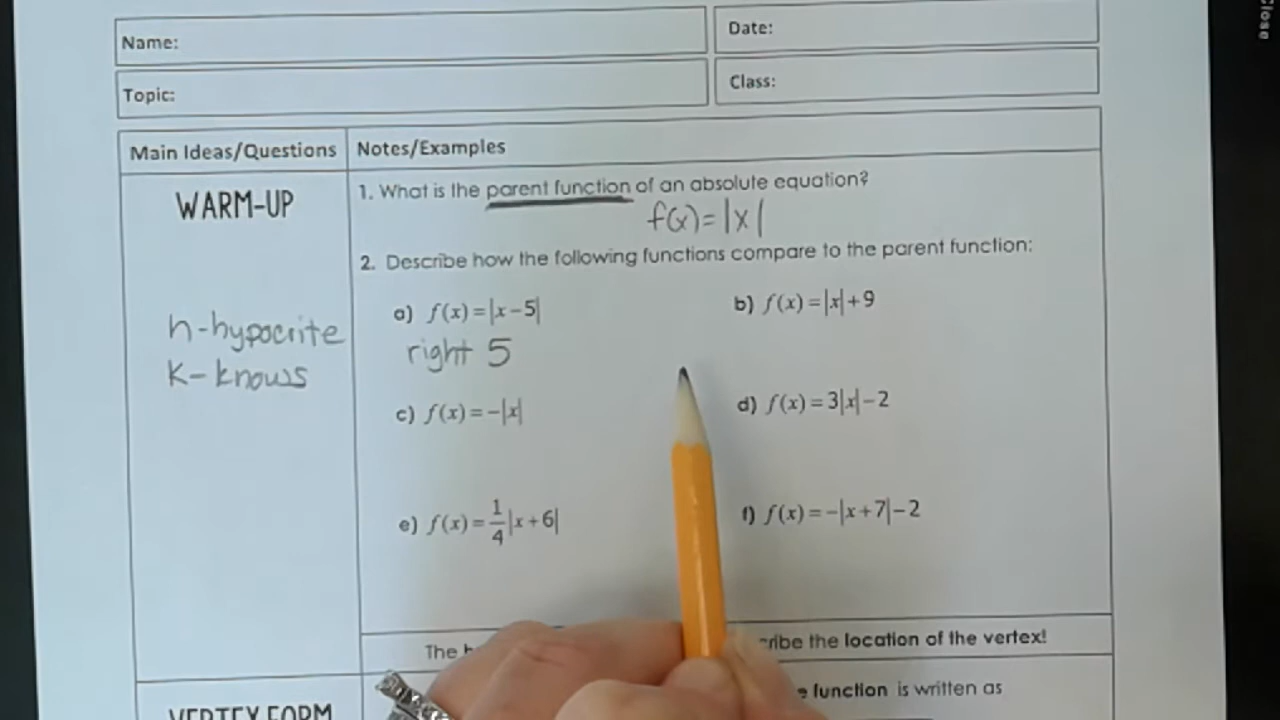 Close
Name:
Date:
Topic:
Class:
Main Ideas/Questions
Notes/Examples
WARM-UP
h-hypocrite
K-knows
1. What is the parent function of an absolute equation?
f(x)=|x|
2. Describe how the following functions compare to the parent function:
a) f(x)=|x-5|
right 5
b) f(x)=|x|+9
c) f(x)=-|x|
d) f(x)=3|x|-2
e) f(x)=1/4|x+6|
f) f(x)=-|x+7|-2
The
the location of the vertex!
VERTEX FORM
function is written as